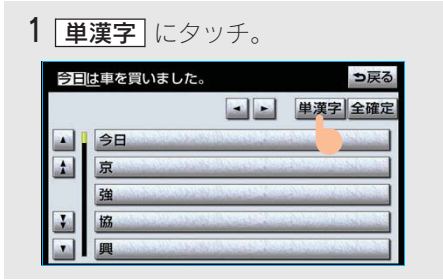 1 単漢字 にタッチ。
今日は車を買いました。 戻る
単漢字 全確定
今日
京
強
協
興